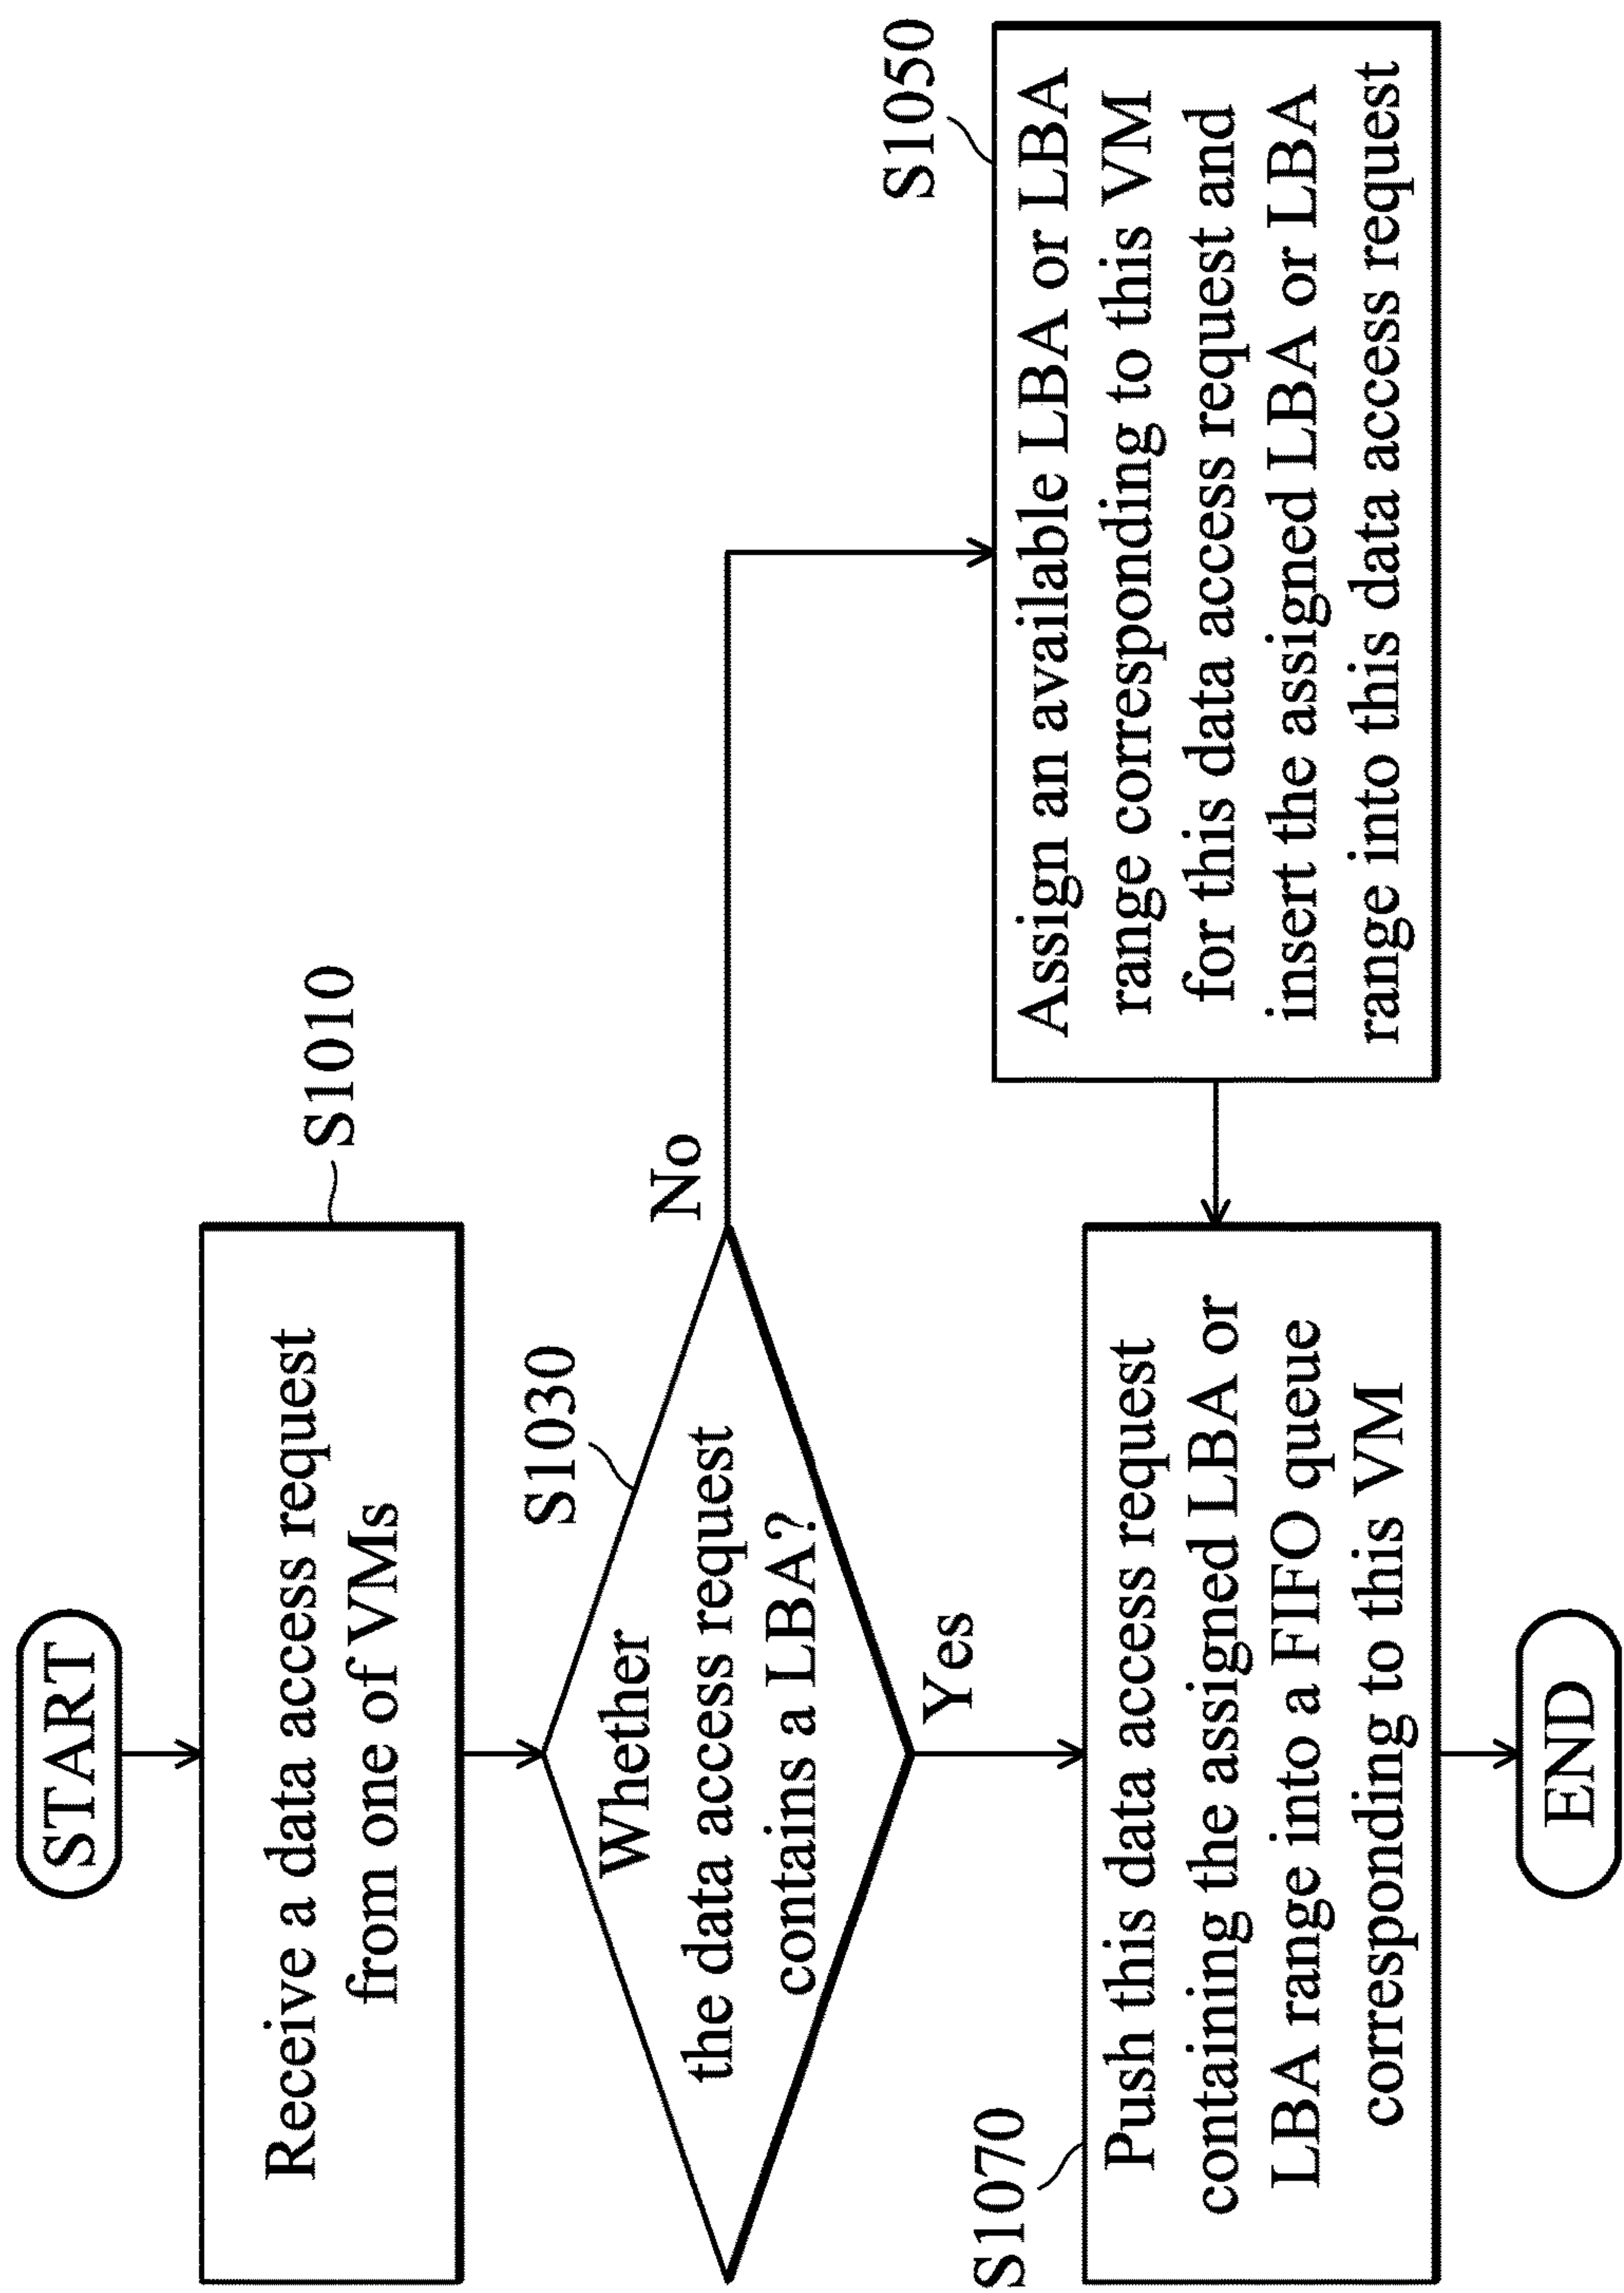 START
Receive a data access request
from one of VMs
S1010
Whether
the data access request
contains a LBA?
S1030
No
Yes
Assign an available LBA or LBA
range corresponding to this VM
for this data access request and
insert the assigned LBA or LBA
range into this data access request
S1050
Push this data access request
containing the assigned LBA or
LBA range into a FIFO queue
corresponding to this VM
S1070
END